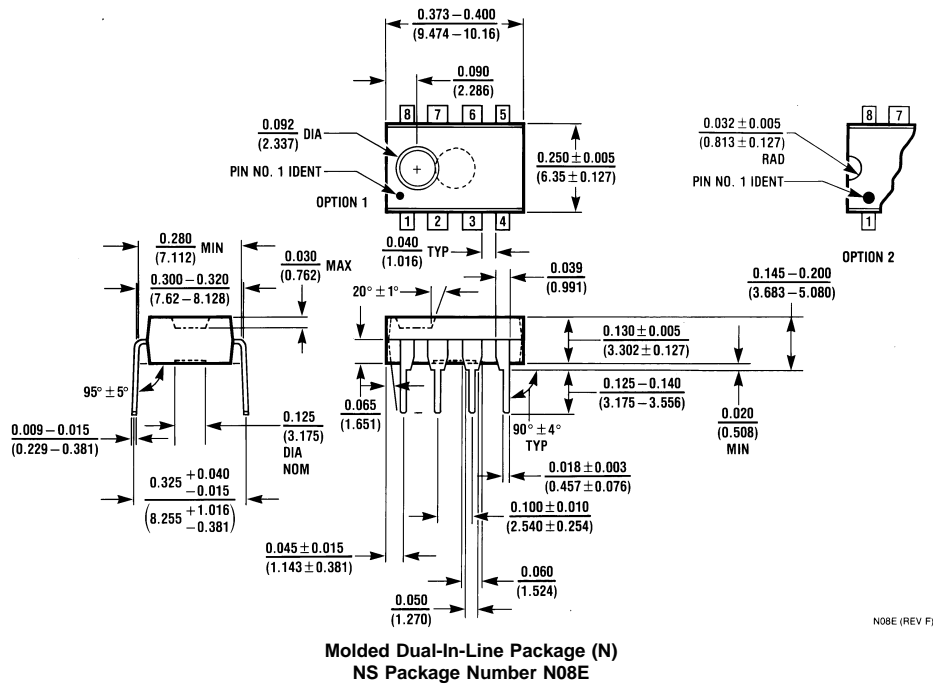 0.373 – 0.400
(9.474 – 10.16)
0.090
(2.286)
8 7 6 5
0.092 DIA
(2.337)
PIN NO. 1 IDENT
OPTION 1
0.250 ± 0.005
(6.35 ± 0.127)
1 2 3 4
8 7
0.032 ± 0.005
(0.813 ± 0.127)
RAD
PIN NO. 1 IDENT
1
OPTION 2
0.280 MIN
(7.112)
0.300 – 0.320
(7.62 – 8.128)
0.030 MAX
(0.762)
0.040 TYP
(1.016)
0.039
(0.991)
20° ± 1°
0.145 – 0.200
(3.683 – 5.080)
0.130 ± 0.005
(3.302 ± 0.127)
95° ± 5°
0.065
(1.651)
0.125 – 0.140
(3.175 – 3.556)
0.020
(0.508)
MIN
90° ± 4°
TYP
0.009 – 0.015
(0.229 – 0.381)
0.125
(3.175)
DIA
NOM
0.018 ± 0.003
(0.457 ± 0.076)
0.325 +0.040
−0.015
(8.255 +1.016
−0.381)
0.100 ± 0.010
(2.540 ± 0.254)
0.045 ± 0.015
(1.143 ± 0.381)
0.060
(1.524)
0.050
(1.270)
N08E (REV F)
Molded Dual-In-Line Package (N)
NS Package Number N08E